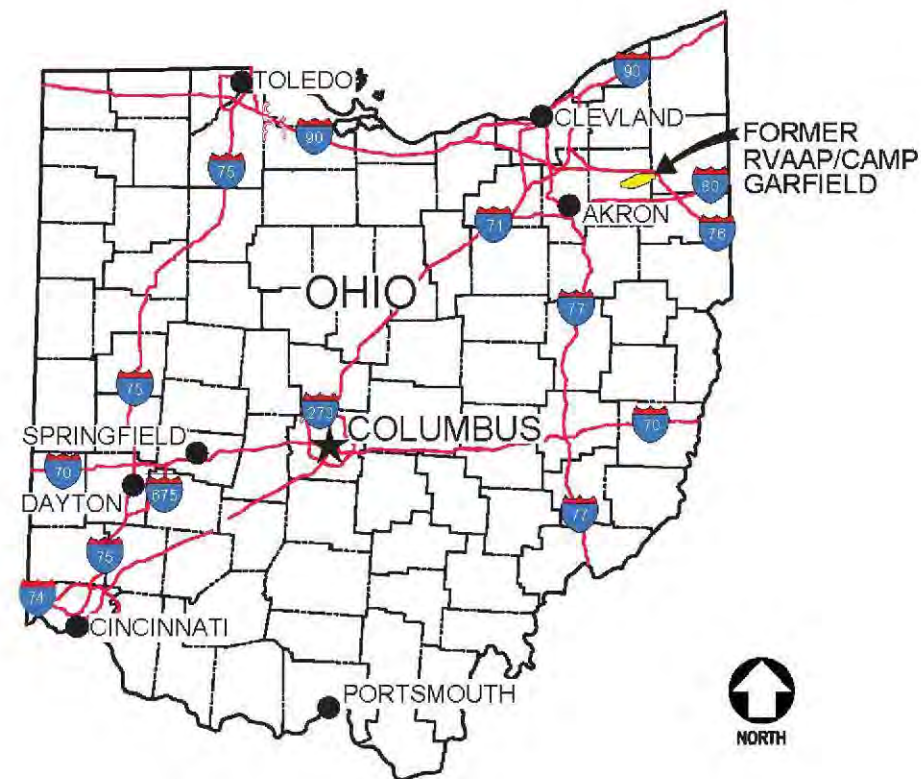 TOLEDO
90
CLEVLAND
90
75
FORMER
RVAAP/CAMP
GARFIELD
80
AKRON
71
76
OHIO
77
75
273
COLUMBUS
70
SPRINGFIELD
70
DAYTON
675
77
75
74
CINCINNATI
PORTSMOUTH
NORTH